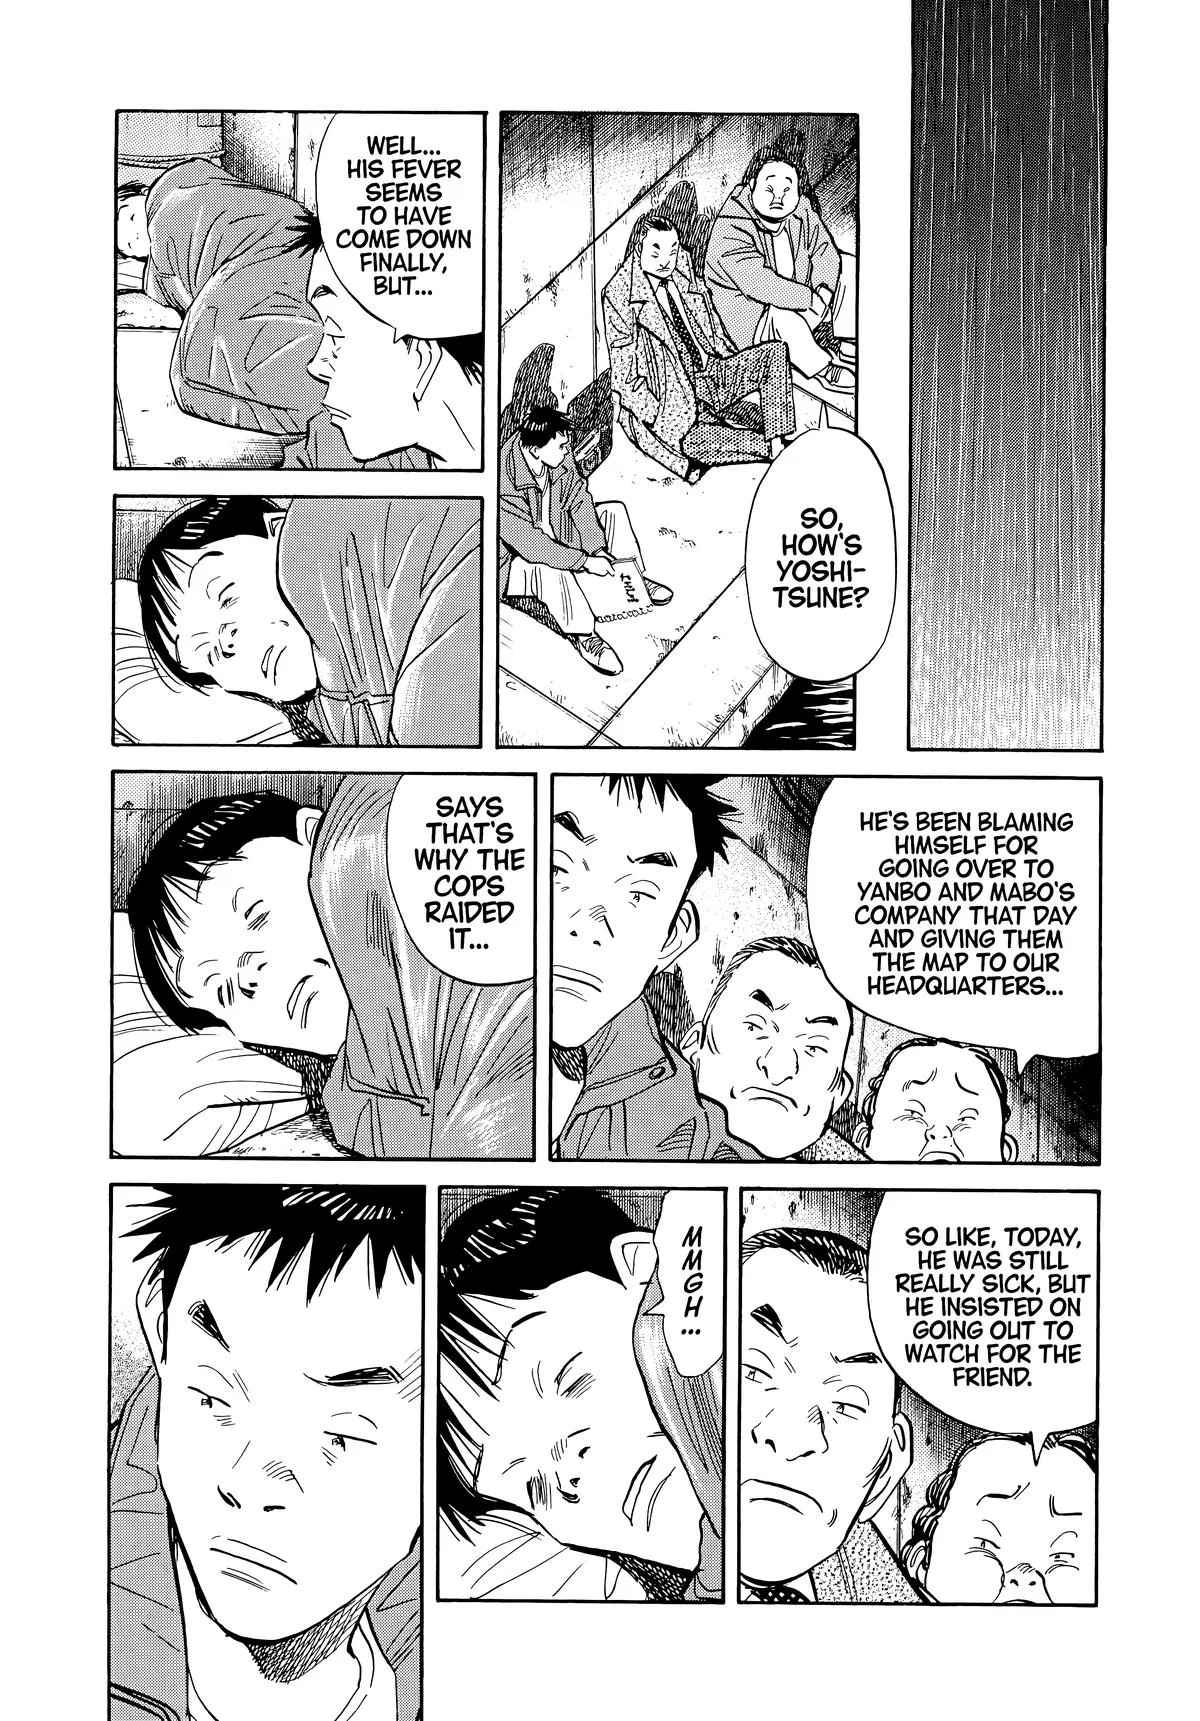 SO,
HOW'S
YOSHI-
TSUNE?
WELL...
HIS FEVER
SEEMS
TO HAVE
COME DOWN
FINALLY,
BUT...
HE'S BEEN BLAMING
HIMSELF FOR
GOING OVER TO
YANBO AND MABO'S
COMPANY THAT DAY
AND GIVING THEM
THE MAP TO OUR
HEADQUARTERS...
SAYS
THAT'S
WHY THE
COPS
RAIDED
IT...
SO LIKE, TODAY,
HE WAS STILL
REALLY SICK, BUT
HE INSISTED ON
GOING OUT TO
WATCH FOR THE
FRIEND.
MMGH...